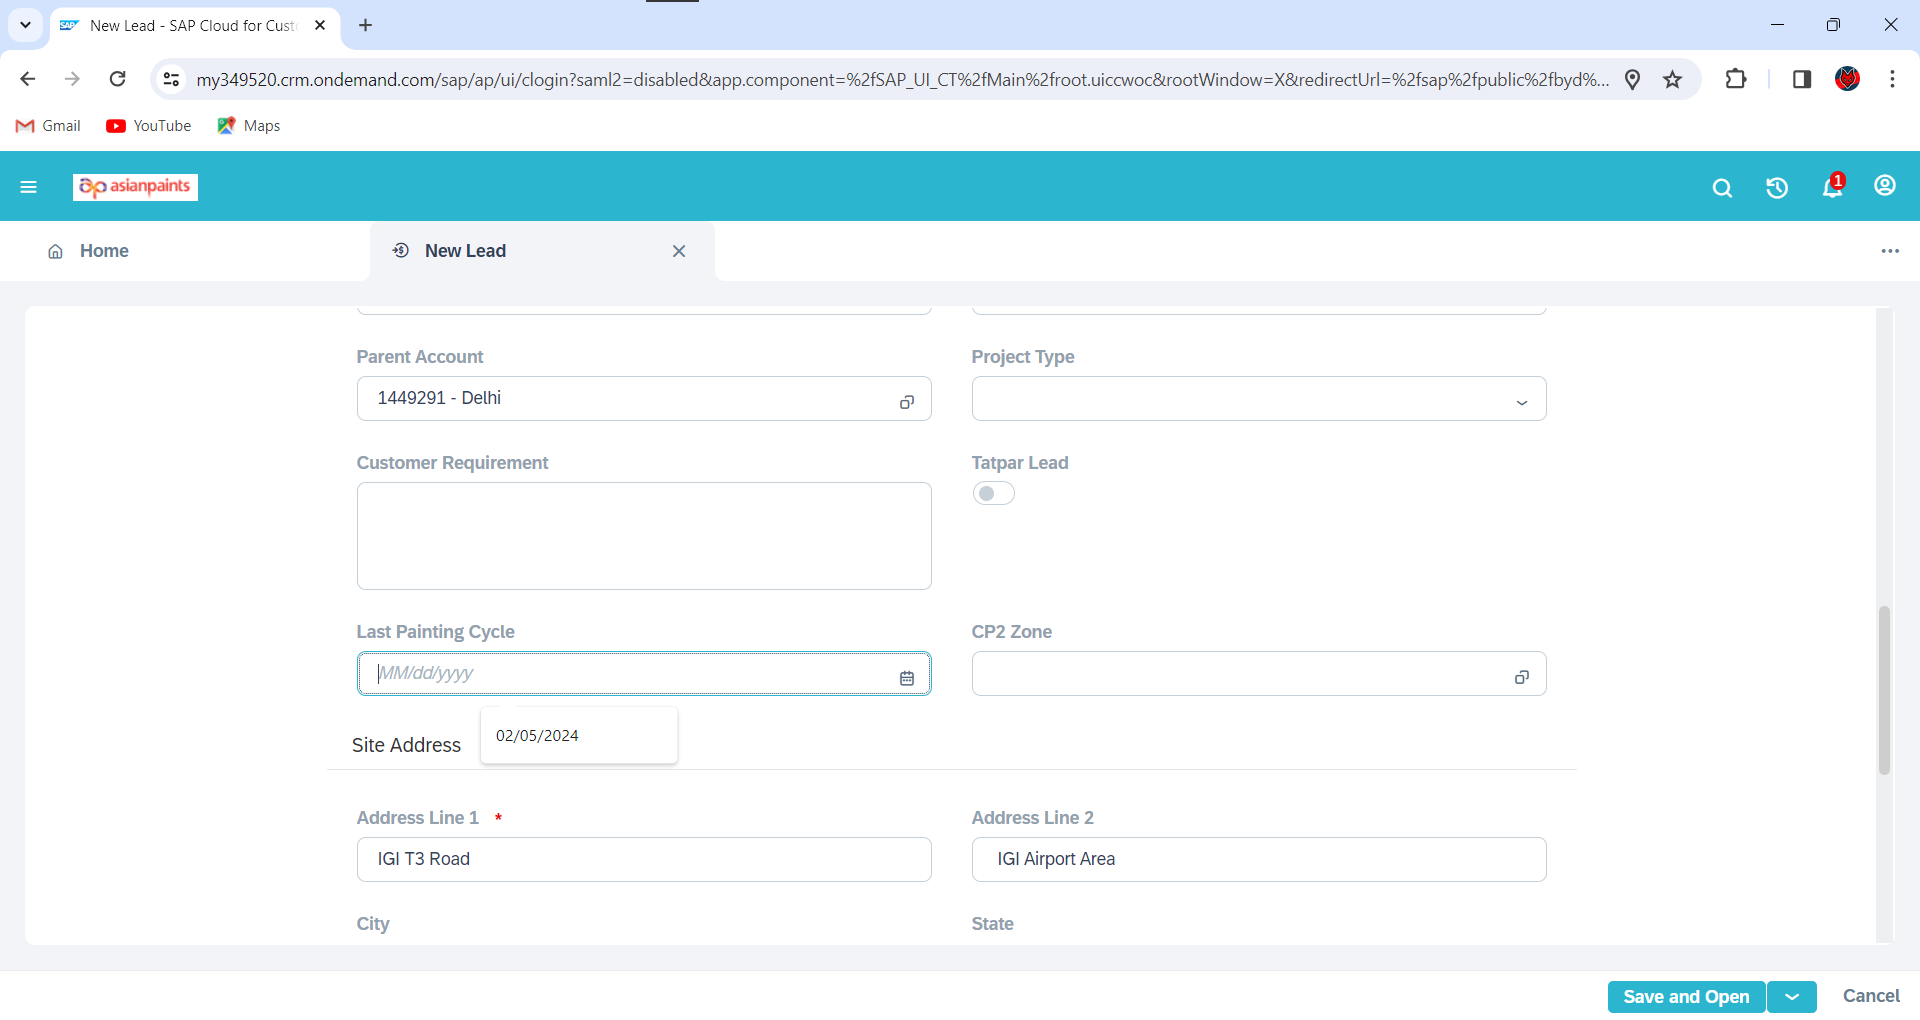 New Lead - SAP Cloud for Cust
my349520.crm.ondemand.com/sap/ap/ui/clogin?saml2=disabled&app.component=%2fSAP_UI_CT%2fMain%2froot.uiccwoc&rootWindow=X&redirectUrl=%2fsap%2fpublic%2fbyd%...
Gmail YouTube Maps
asianpaints
1
Home New Lead
Parent Account Project Type
1449291 - Delhi
Customer Requirement Tatpar Lead
Last Painting Cycle CP2 Zone
MM/dd/yyyy
02/05/2024
Site Address
Address Line 1 * Address Line 2
IGI T3 Road IGI Airport Area
City State
Save and Open Cancel